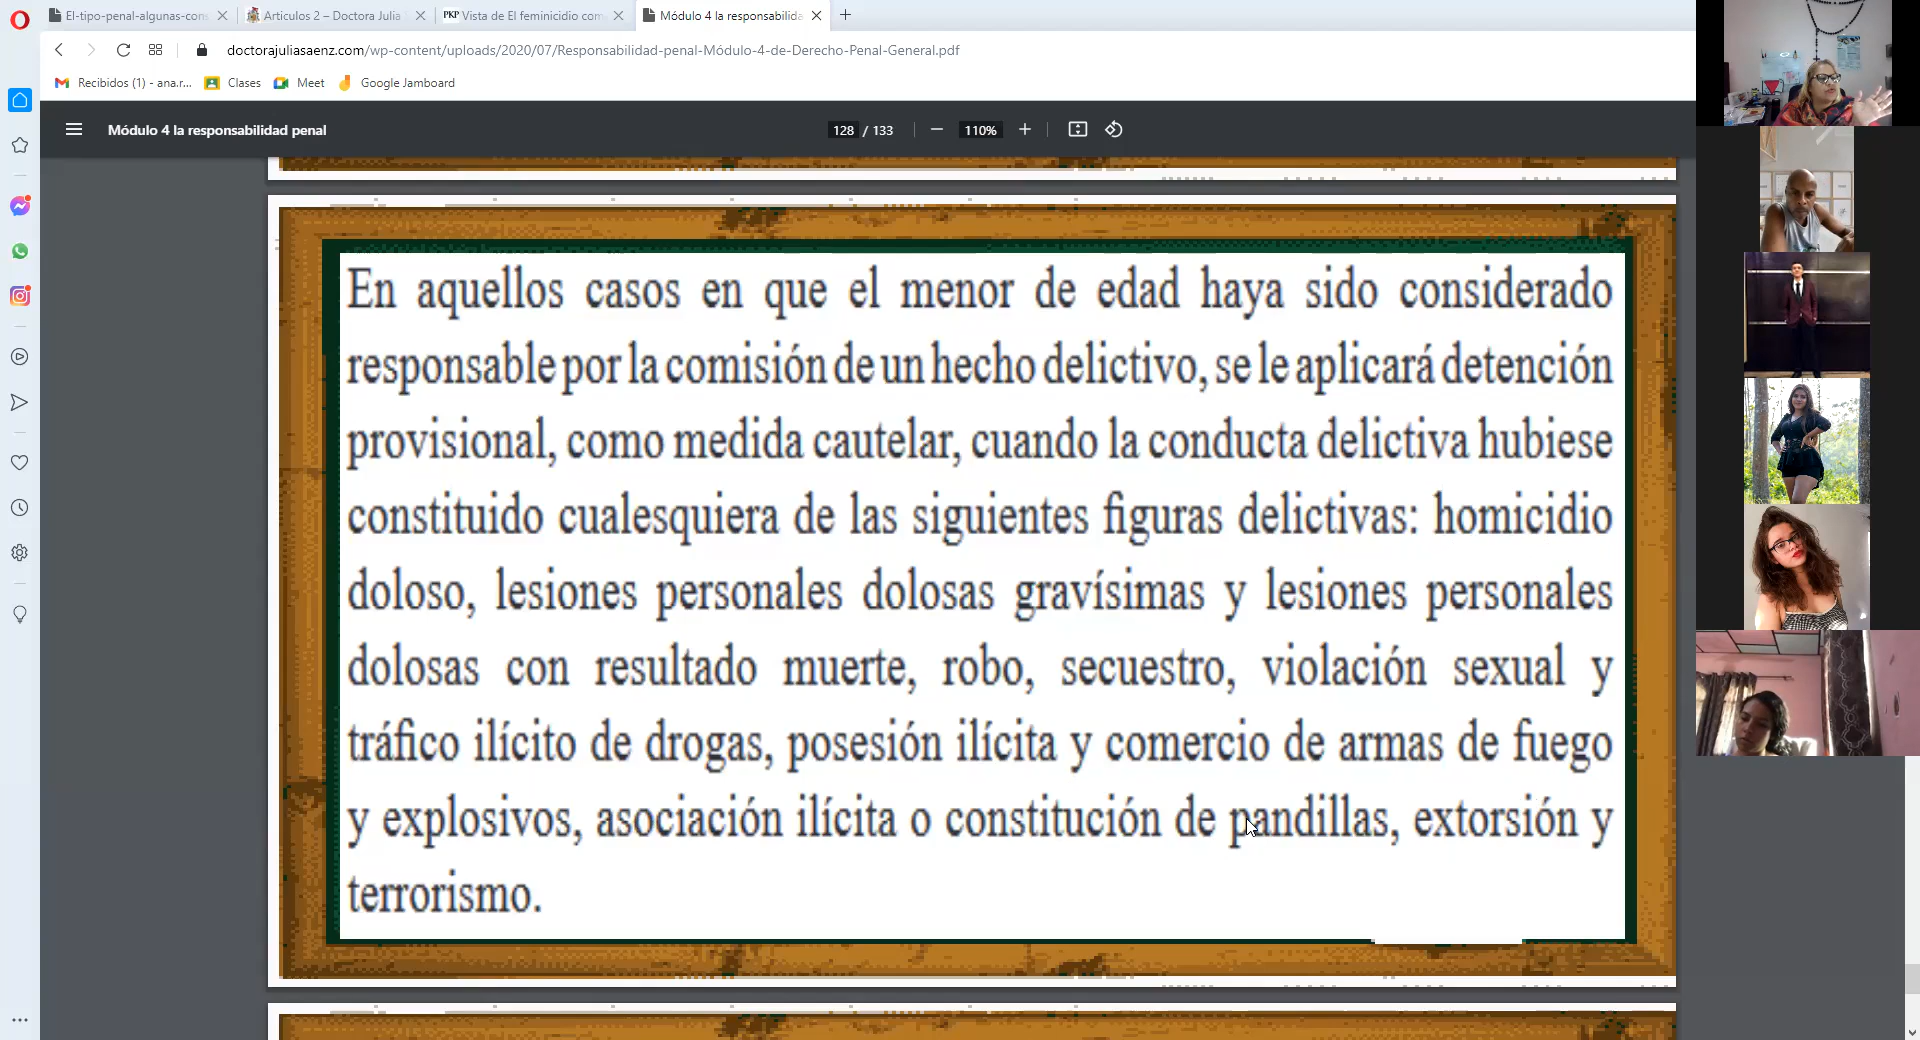 El-tipo-penal-algunas-cons
Articulos 2 – Doctora Julia
PKP Vista de El feminicidio com
Módulo 4 la responsabilida
doctorajuliasaenz.com/wp-content/uploads/2020/07/Responsabilidad-penal-Módulo-4-de-Derecho-Penal-General.pdf
Recibidos (1) - ana.r... Clases Meet Google Jamboard
Módulo 4 la responsabilidad penal 128 / 133 110%
En aquellos casos en que el menor de edad haya sido considerado
responsable por la comisión de un hecho delictivo, se le aplicará detención
provisional, como medida cautelar, cuando la conducta delictiva hubiese
constituido cualesquiera de las siguientes figuras delictivas: homicidio
doloso, lesiones personales dolosas gravísimas y lesiones personales
dolosas con resultado muerte, robo, secuestro, violación sexual y
tráfico ilícito de drogas, posesión ilícita y comercio de armas de fuego
y explosivos, asociación ilícita o constitución de pandillas, extorsión y
terrorismo.